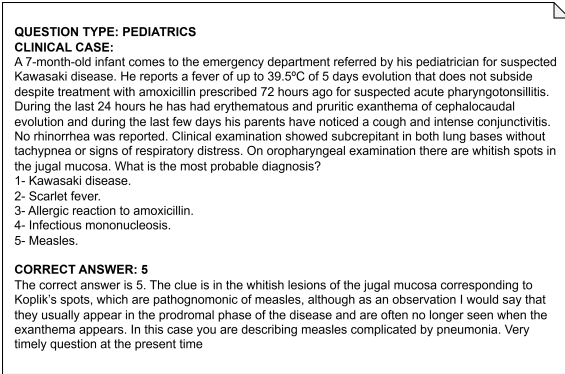 QUESTION TYPE: PEDIATRICS
CLINICAL CASE:
A 7-month-old infant comes to the emergency department referred by his pediatrician for suspected
Kawasaki disease. He reports a fever of up to 39.5ºC of 5 days evolution that does not subside
despite treatment with amoxicillin prescribed 72 hours ago for suspected acute pharyngotonsillitis.
During the last 24 hours he has had erythematous and pruritic exanthema of cephalocaudal
evolution and during the last few days his parents have noticed a cough and intense conjunctivitis.
No rhinorrhea was reported. Clinical examination showed subcrepitant in both lung bases without
tachypnea or signs of respiratory distress. On oropharyngeal examination there are whitish spots in
the jugal mucosa. What is the most probable diagnosis?
1- Kawasaki disease.
2- Scarlet fever.
3- Allergic reaction to amoxicillin.
4- Infectious mononucleosis.
5- Measles.
CORRECT ANSWER: 5
The correct answer is 5. The clue is in the whitish lesions of the jugal mucosa corresponding to
Koplik's spots, which are pathognomonic of measles, although as an observation I would say that
they usually appear in the prodromal phase of the disease and are often no longer seen when the
exanthema appears. In this case you are describing measles complicated by pneumonia. Very
timely question at the present time